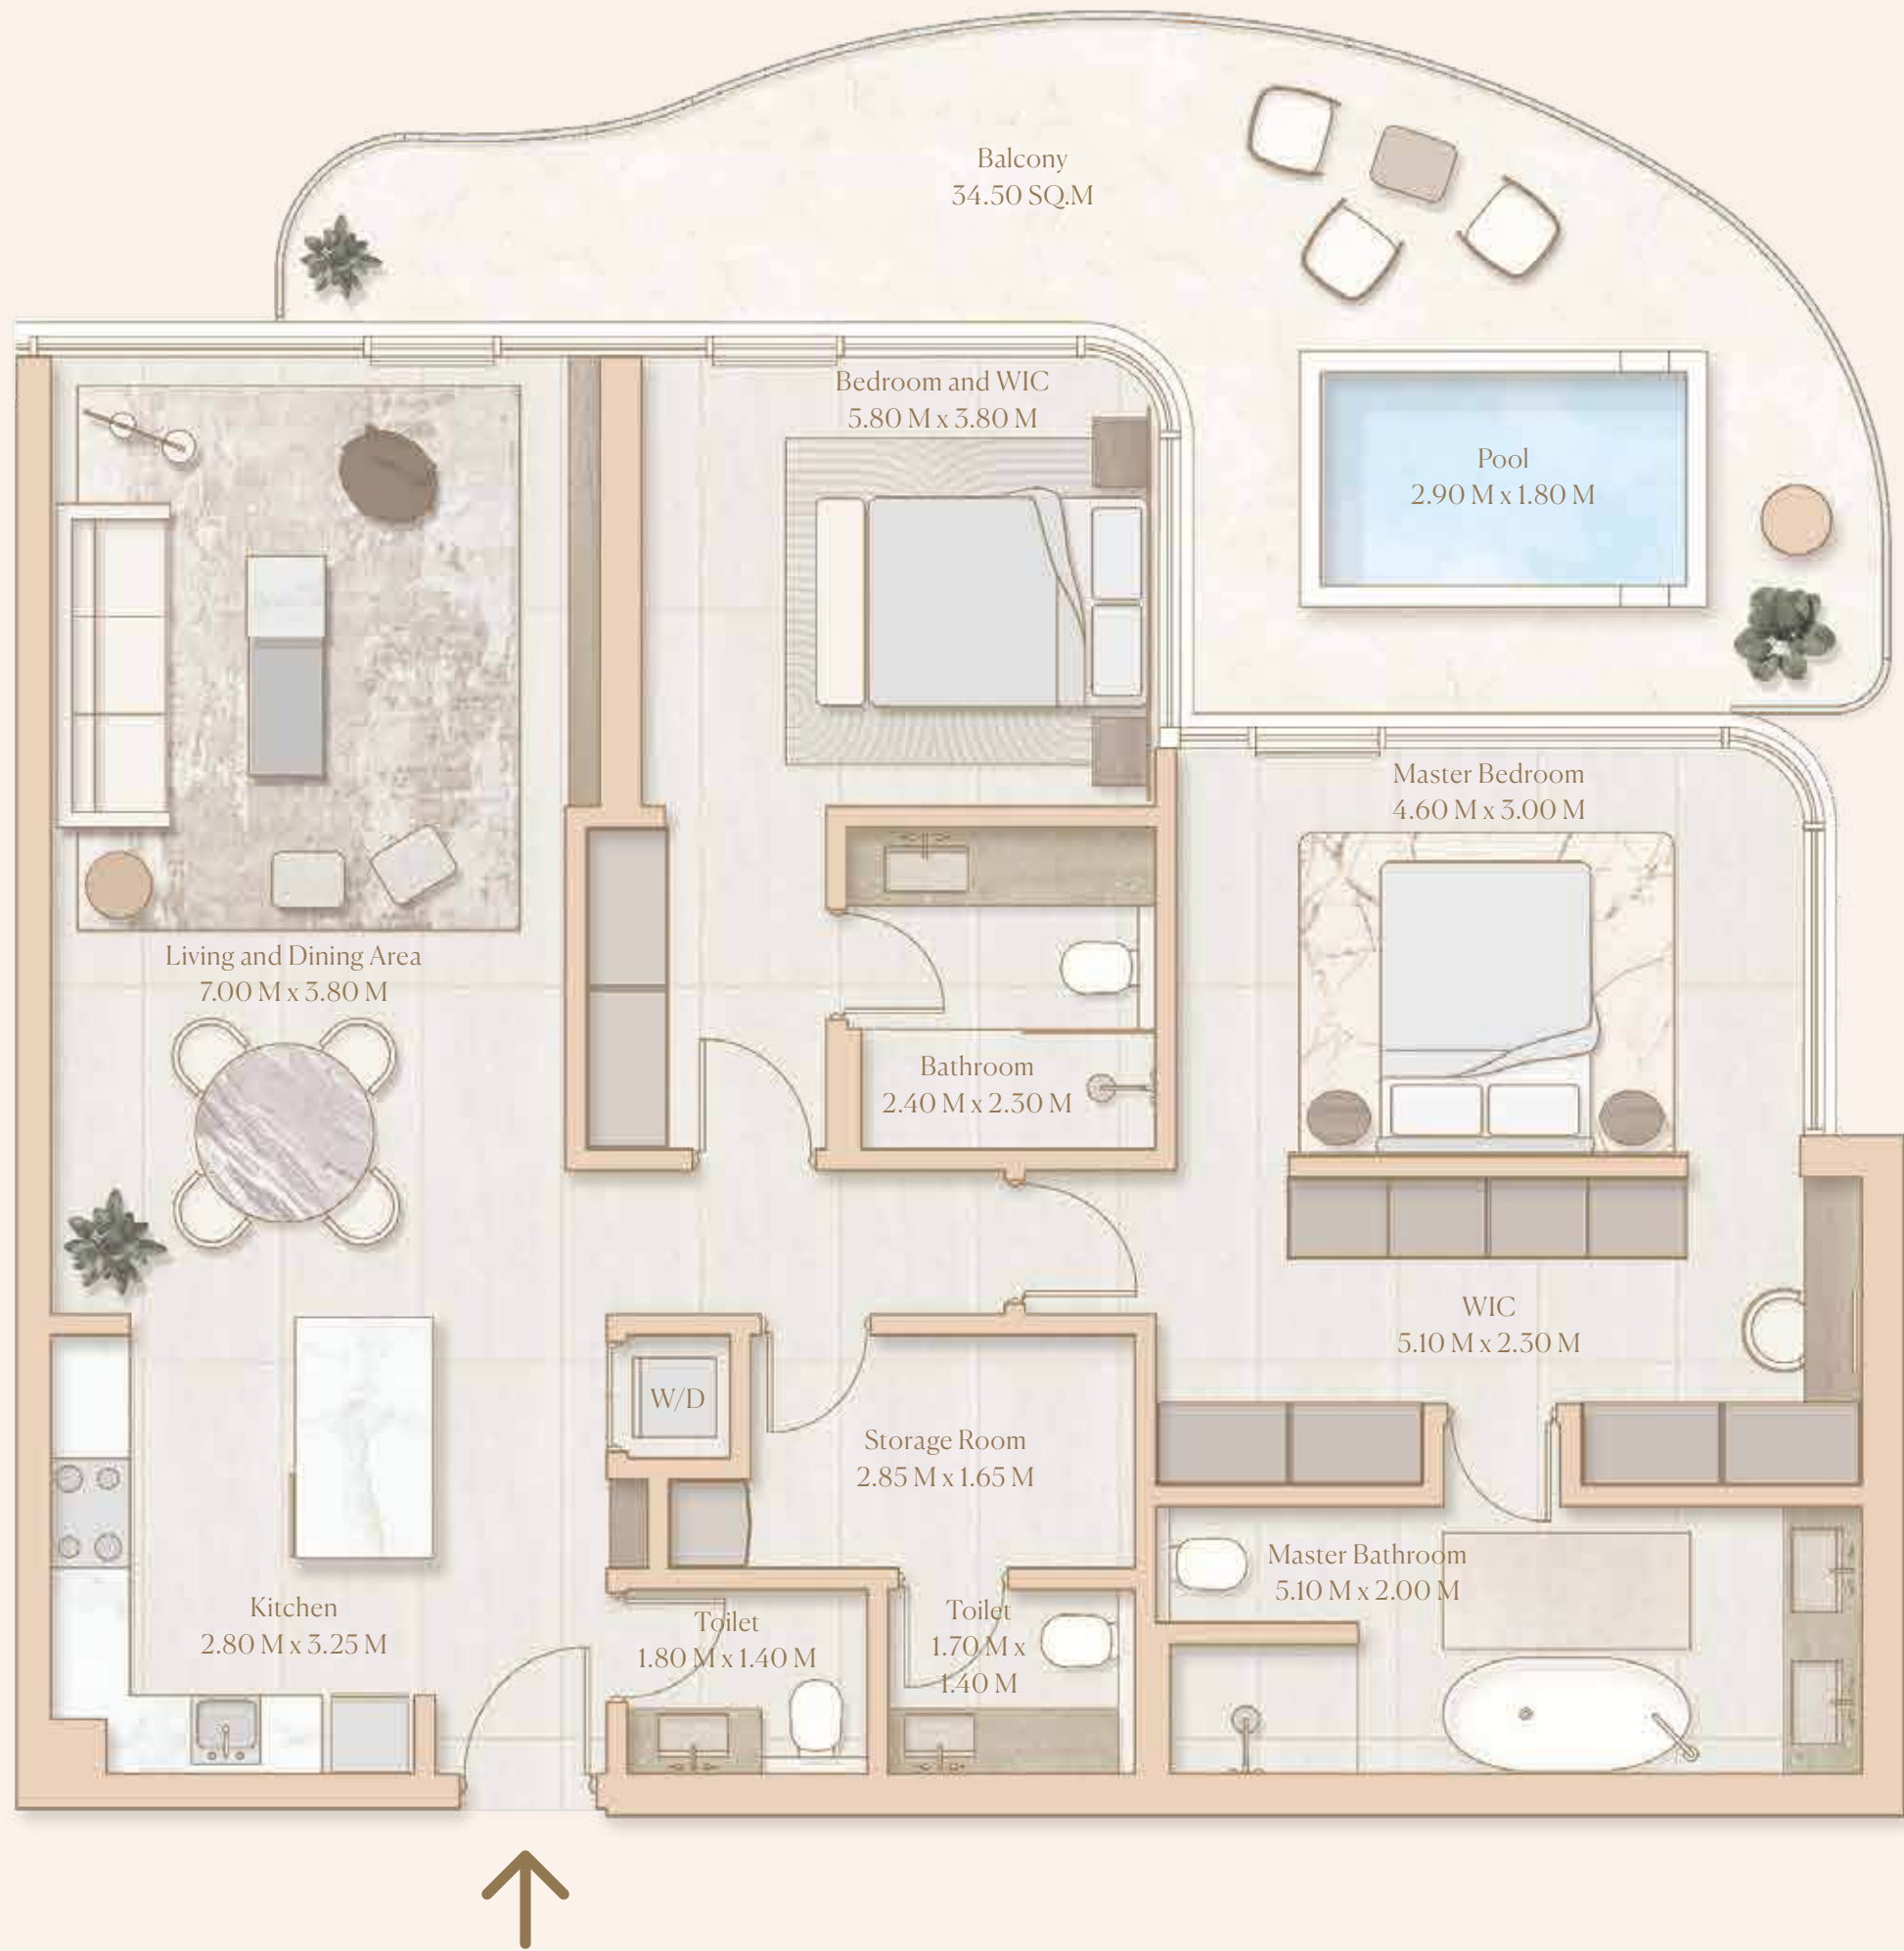 Balcony
34.50 SQ.M
Bedroom and WIC
5.80 M x 3.80 M
Pool
2.90 M x 1.80 M
Master Bedroom
4.60 M x 3.00 M
Living and Dining Area
7.00 M x 3.80 M
Bathroom
2.40 M x 2.30 M
WIC
5.10 M x 2.30 M
W/D
Storage Room
2.85 M x 1.65 M
Master Bathroom
5.10 M x 2.00 M
Kitchen
2.80 M x 3.25 M
Toilet
1.80 M x 1.40 M
Toilet
1.70 M x
1.40 M